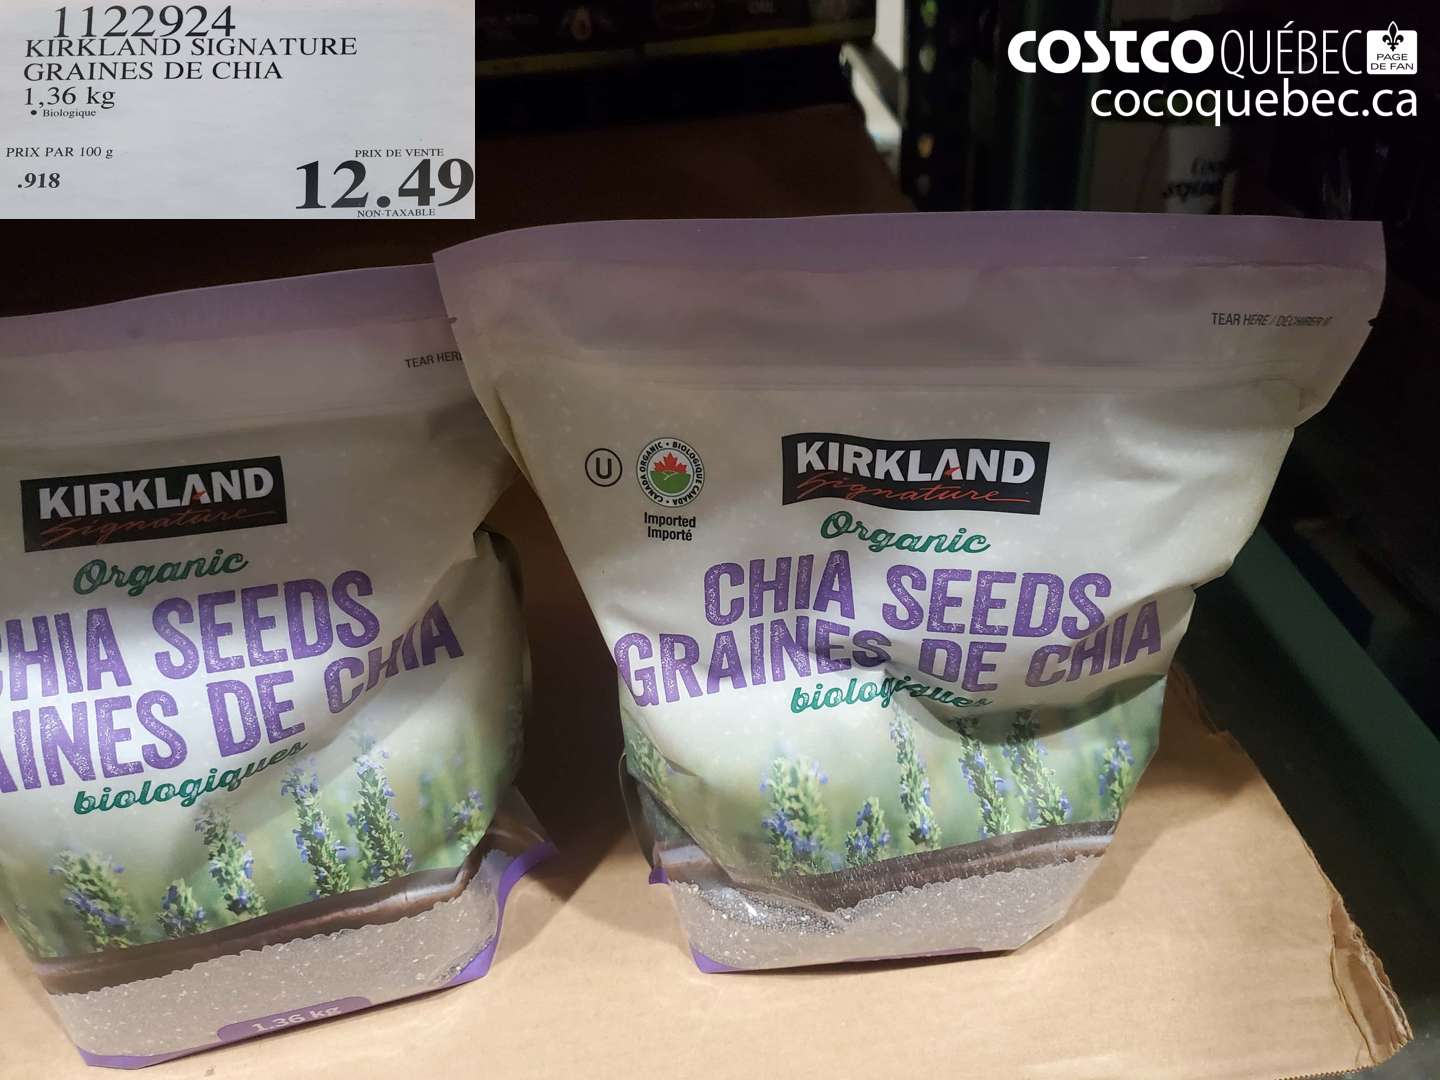 1122924
KIRKLAND SIGNATURE
GRAINES DE CHIA
1,36 kg
• Biologique
PRIX PAR 100 g
.918
PRIX DE VENTE
12.49
NON-TAXABLE
COSTCO QUÉBEC PAGE DE FAN
cocoquebec.ca
TEAR HER
KIRKLAND
Signature
Organic
CHIA SEEDS
AINES DE CHIA
biologiques
1.36 kg
TEAR HERE / DÉCHIRER ICI
U
CANADA ORGANIC • BIOLOGIQUE CANADA •
Imported
Importé
KIRKLAND
Signature
Organic
CHIA SEEDS
GRAINES DE CHIA
biologiques